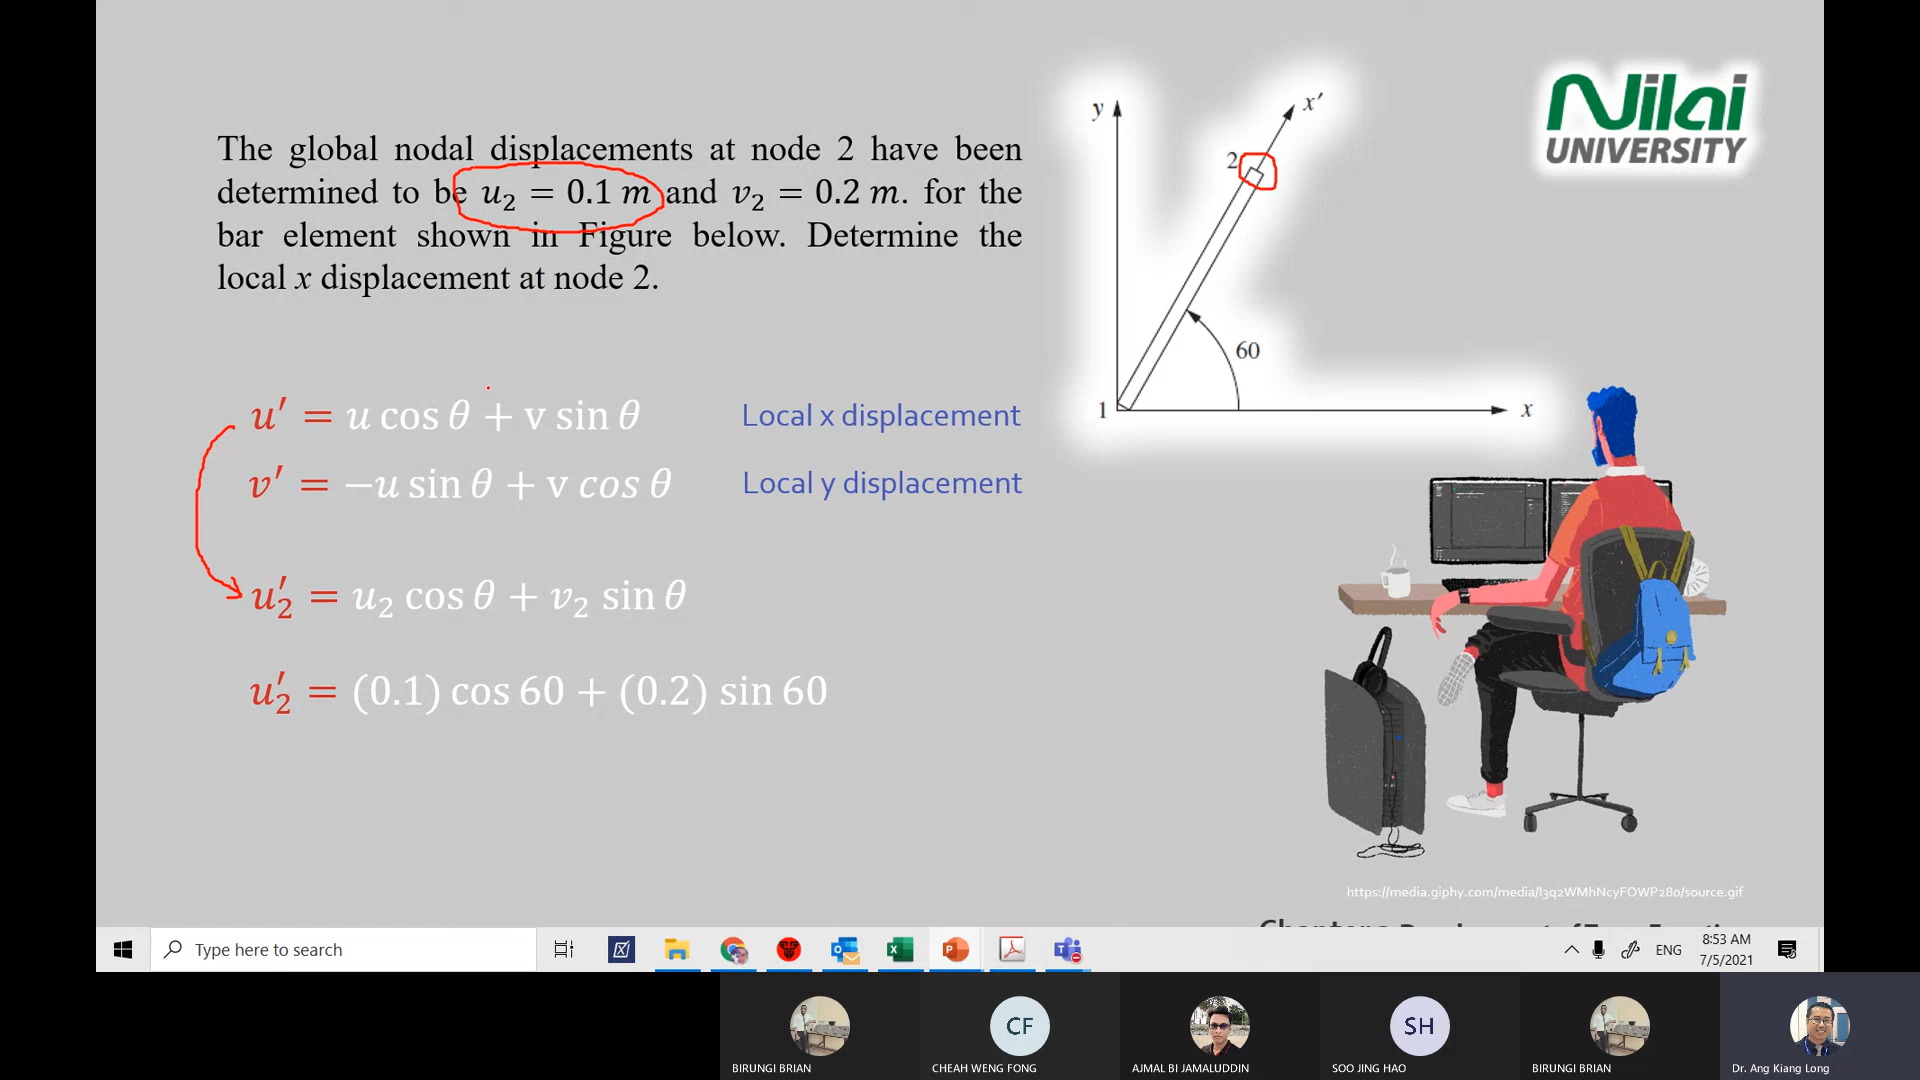 The global nodal displacements at node 2 have been
determined to be u₂ = 0.1 m and v₂ = 0.2 m. for the
bar element shown in Figure below. Determine the
local x displacement at node 2.
y
x′
2
60
1
x
Nilai
UNIVERSITY
u′ = u cos θ + v sin θ
Local x displacement
v′ = −u sin θ + v cos θ
Local y displacement
u₂′ = u₂ cos θ + v₂ sin θ
u₂′ = (0.1) cos 60 + (0.2) sin 60
https://media.giphy.com/media/l3q2WMhNcyFOWP280/source.gif
Type here to search
ENG
8:53 AM
7/5/2021
CF
SH
BIRUNGI BRIAN
CHEAH WENG FONG
AJMAL BI JAMALUDDIN
SOO JING HAO
BIRUNGI BRIAN
Dr. Ang Kiang Long